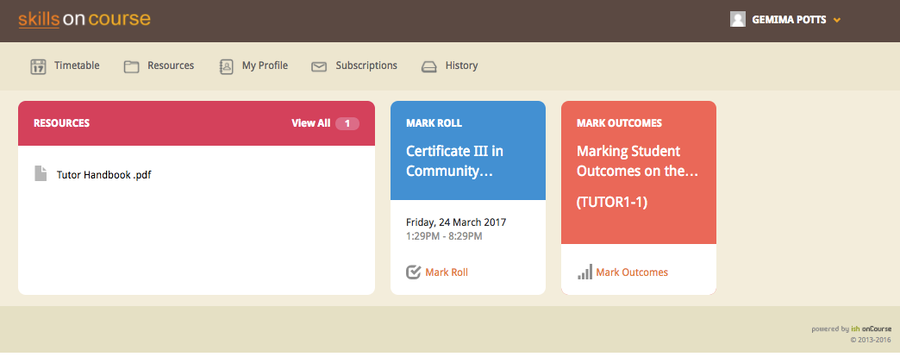 skills on course
GEMIMA POTTS
17
Timetable
Resources
My Profile
Subscriptions
History
RESOURCES
View All 1
Tutor Handbook .pdf
MARK ROLL
Certificate III in
Community...
Friday, 24 March 2017
1:29PM - 8:29PM
Mark Roll
MARK OUTCOMES
Marking Student
Outcomes on the...
(TUTOR1-1)
Mark Outcomes
powered by ish onCourse
© 2013-2016